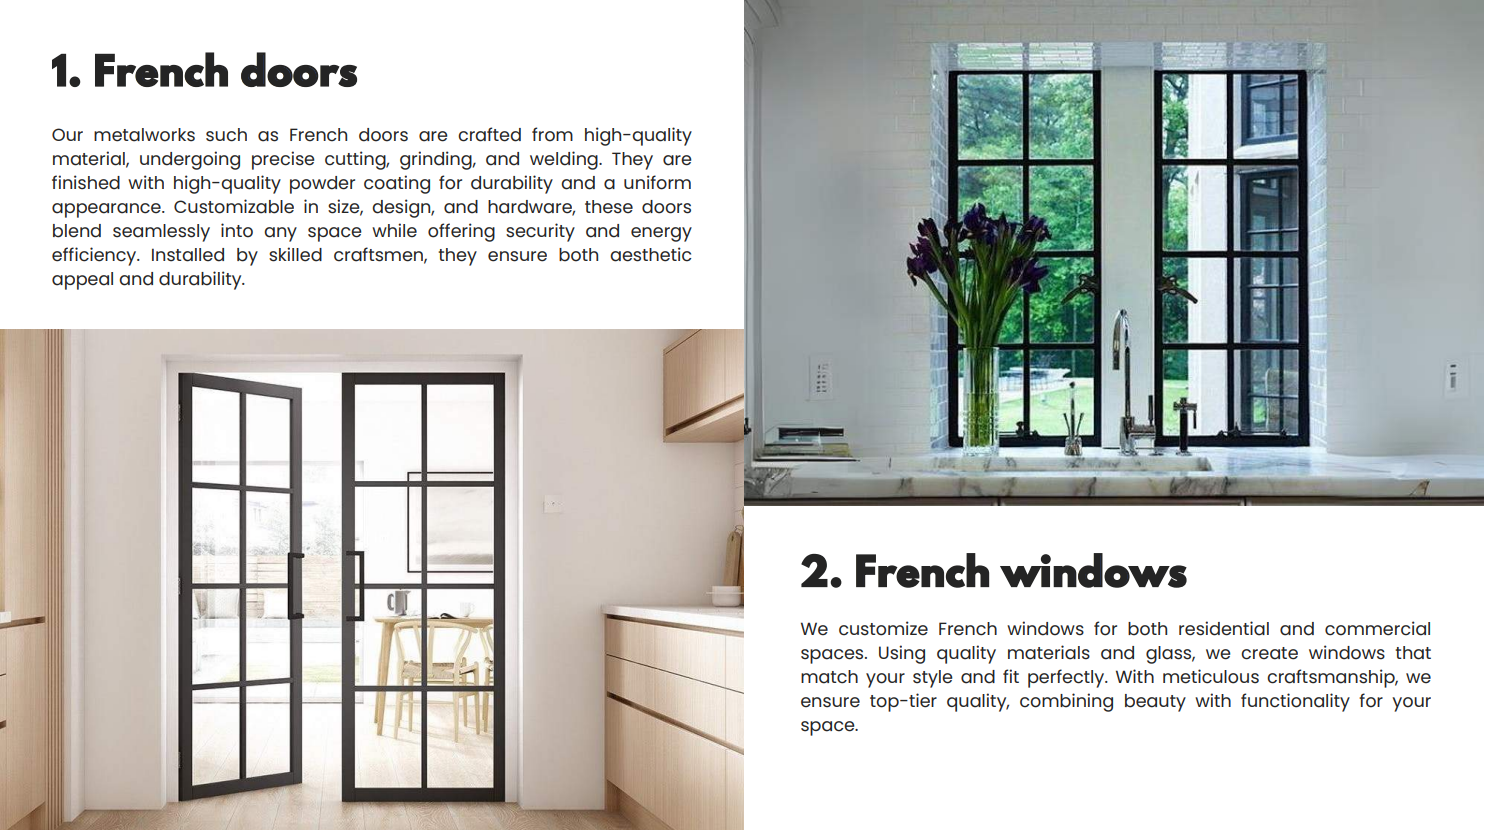 1. French doors
Our metalworks such as French doors are crafted from high-quality
material, undergoing precise cutting, grinding, and welding. They are
finished with high-quality powder coating for durability and a uniform
appearance. Customizable in size, design, and hardware, these doors
blend seamlessly into any space while offering security and energy
efficiency. Installed by skilled craftsmen, they ensure both aesthetic
appeal and durability.
2. French windows
We customize French windows for both residential and commercial
spaces. Using quality materials and glass, we create windows that
match your style and fit perfectly. With meticulous craftsmanship, we
ensure top-tier quality, combining beauty with functionality for your
space.